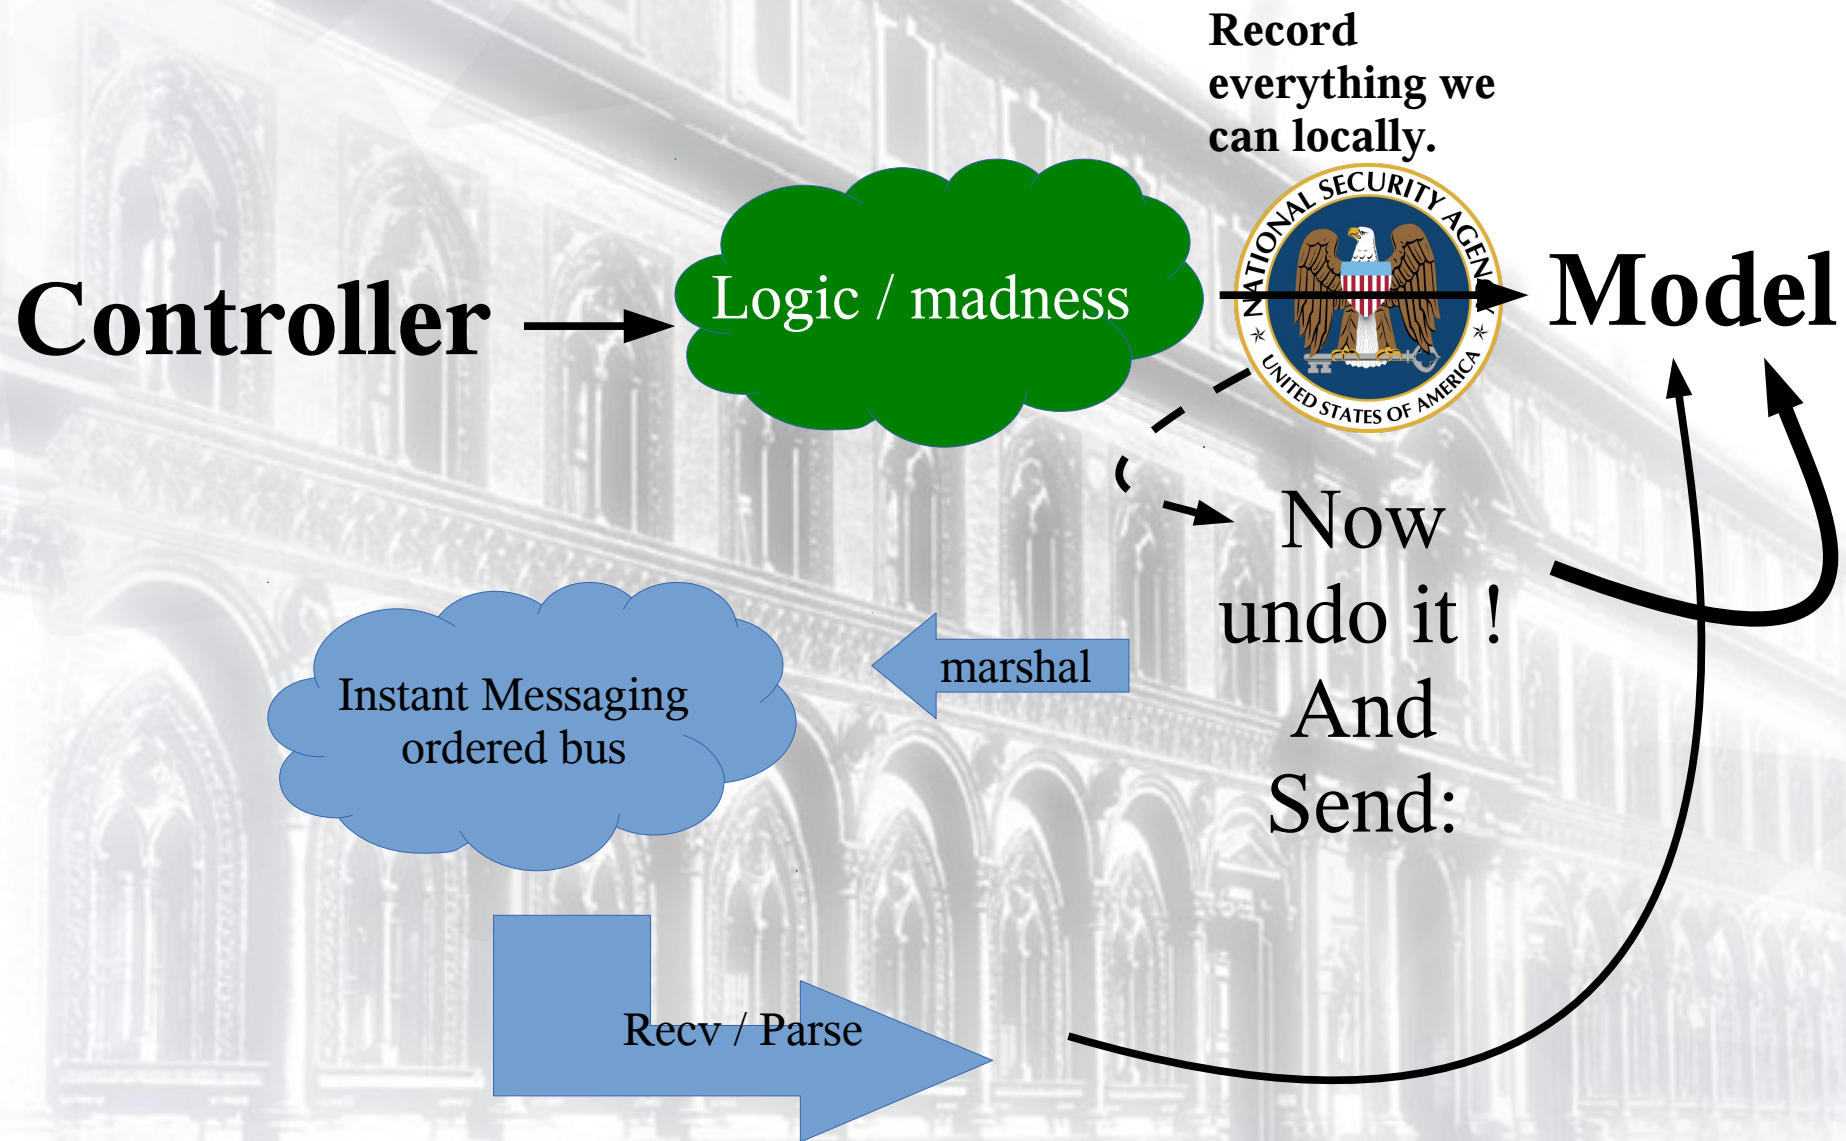 Record
everything we
can locally.
NATIONAL SECURITY AGENCY
UNITED STATES OF AMERICA
Controller
Logic / madness
Model
Now
undo it !
And
Send:
marshal
Instant Messaging
ordered bus
Recv / Parse